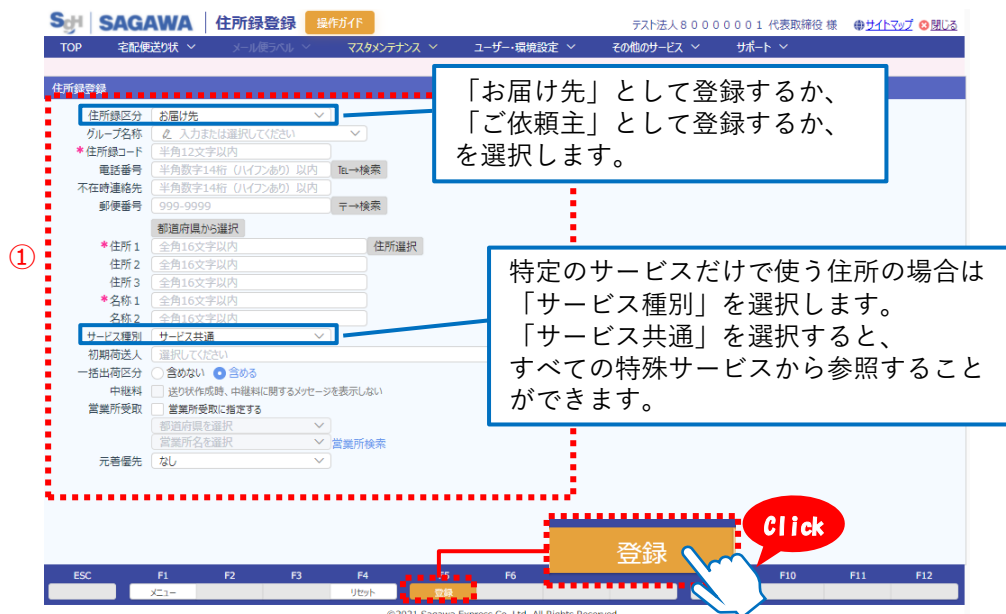 SGH SAGAWA 住所録登録 操作ガイド テスト法人８００００００１ 代表取締役 様 サイトマップ 閉じる
TOP 宅配便送り状 メール便ラベル マスタメンテナンス ユーザー・環境設定 その他のサービス サポート
住所録登録
「お届け先」として登録するか、
「ご依頼主」として登録するか、
を選択します。
①
住所録区分 お届け先
グループ名称 入力または選択してください
*住所録コード 半角12文字以内
電話番号 半角数字14桁（ハイフンあり）以内 ℡→検索
不在時連絡先 半角数字14桁（ハイフンあり）以内
郵便番号 999-9999 〒→検索
都道府県から選択
*住所１ 全角16文字以内 住所選択
住所２ 全角16文字以内
住所３ 全角16文字以内
*名称１ 全角16文字以内
名称２ 全角16文字以内
サービス種別 サービス共通
初期荷送人 選択してください
一括出荷区分 含めない 含める
中継料 送り状作成時、中継料に関するメッセージを表示しない
営業所受取 営業所受取に指定する
都道府県を選択
営業所名を選択 営業所検索
元着優先 なし
特定のサービスだけで使う住所の場合は
「サービス種別」を選択します。
「サービス共通」を選択すると、
すべての特殊サービスから参照すること
ができます。
Click
登録
ESC F1 F2 F3 F4 F5 F6 F10 F11 F12
メニュー リセット 登録
©2021 Sagawa Express Co.,Ltd. All Rights Reserved.